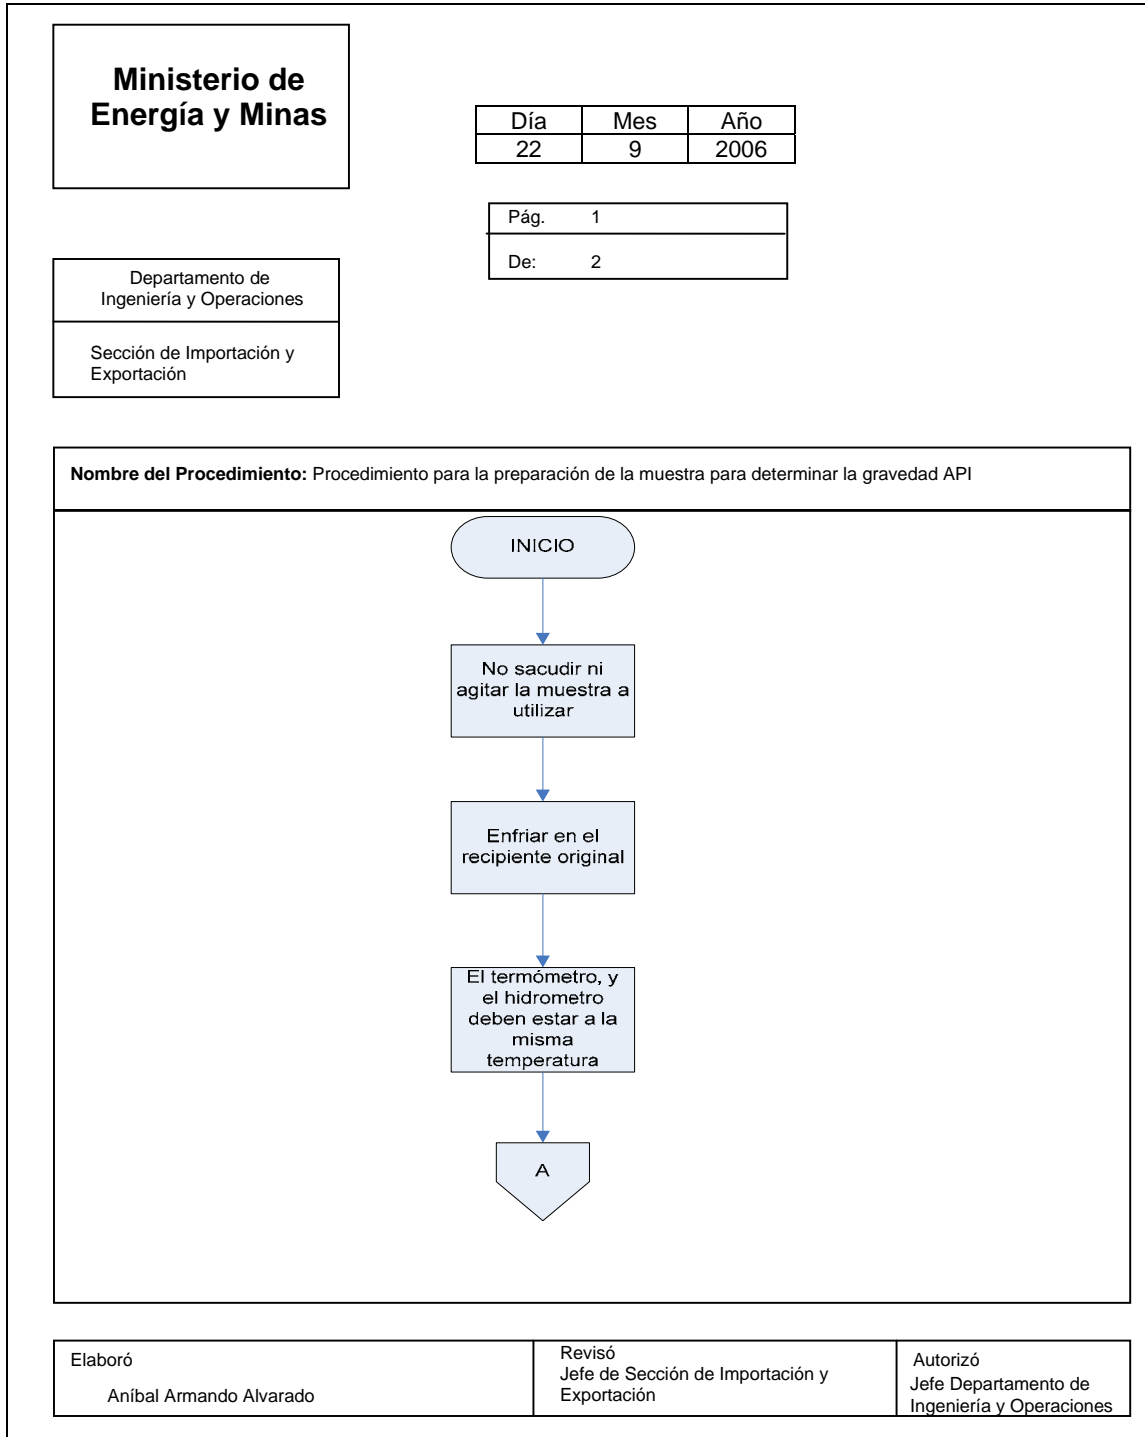 Ministerio de
Energía y Minas
Día Mes Año
22 9 2006
Pág. 1
De: 2
Departamento de
Ingeniería y Operaciones
Sección de Importación y
Exportación
Nombre del Procedimiento: Procedimiento para la preparación de la muestra para determinar la gravedad API
INICIO
No sacudir ni
agitar la muestra a
utilizar
Enfriar en el
recipiente original
El termómetro, y
el hidrometro
deben estar a la
misma
temperatura
A
Elaboró
Aníbal Armando Alvarado
Revisó
Jefe de Sección de Importación y
Exportación
Autorizó
Jefe Departamento de
Ingeniería y Operaciones